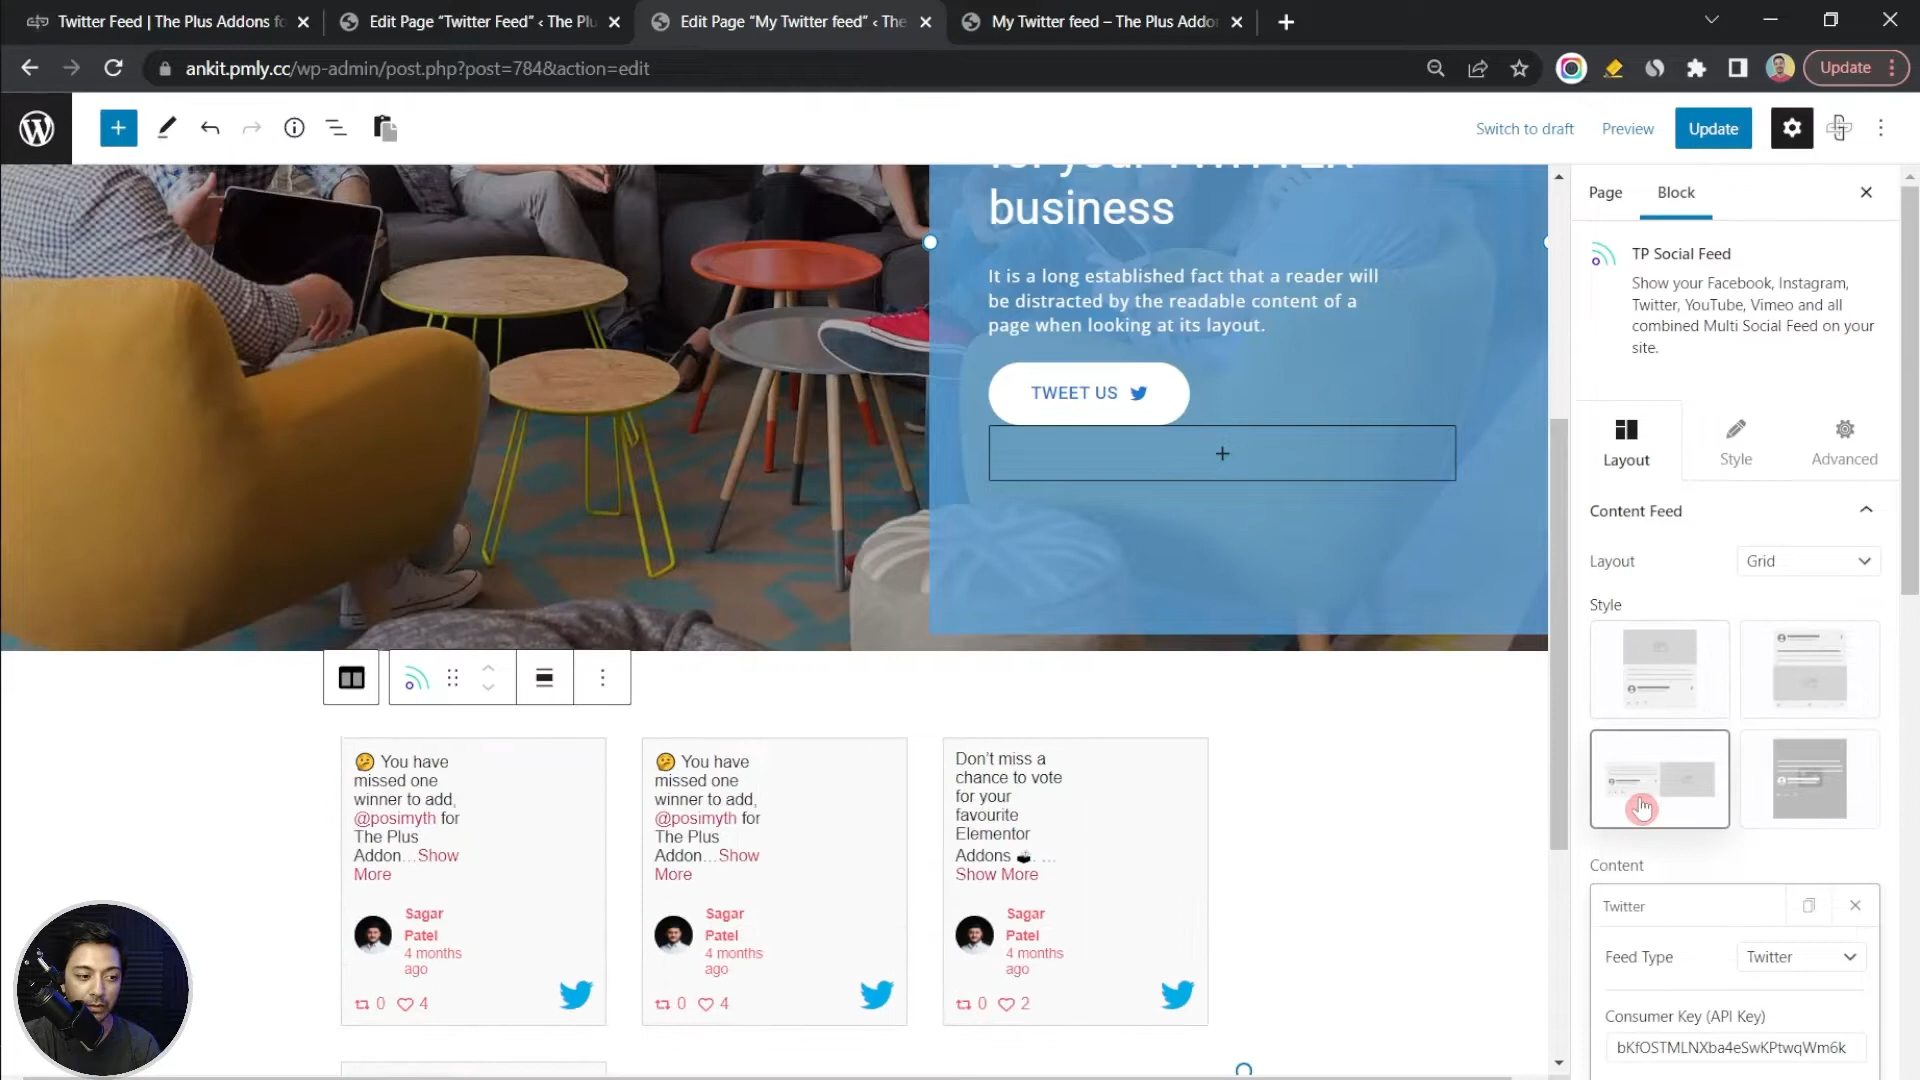 Twitter Feed | The Plus Addons fo
Edit Page “Twitter Feed” ‹ The Plu
Edit Page “My Twitter feed” ‹ The
My Twitter feed – The Plus Addo
ankit.pmly.cc/wp-admin/post.php?post=784&action=edit
Update
Switch to draft
Preview
Update
for your TWITTER
business
It is a long established fact that a reader will
be distracted by the readable content of a
page when looking at its layout.
TWEET US
+
Page
Block
TP Social Feed
Show your Facebook, Instagram,
Twitter, YouTube, Vimeo and all
combined Multi Social Feed on your
site.
Layout
Style
Advanced
Content Feed
Layout
Grid
Style
Content
Twitter
Feed Type
Twitter
Consumer Key (API Key)
bKfOSTMLNXba4eSwKPtwqWm6k
🤔 You have
missed one
winner to add,
@posimyth for
The Plus
Addon...Show
More
Sagar
Patel
4 months
ago
0
4
🤔 You have
missed one
winner to add,
@posimyth for
The Plus
Addon...Show
More
Sagar
Patel
4 months
ago
0
4
Don’t miss a
chance to vote
for your
favourite
Elementor
Addons 🗳. ...
Show More
Sagar
Patel
4 months
ago
0
2